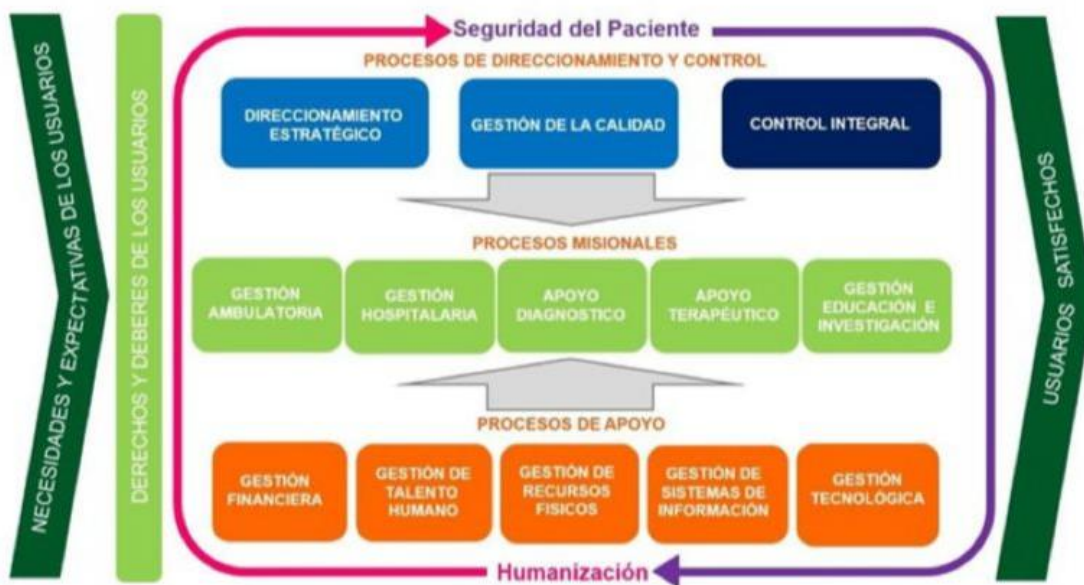 NECESIDADES Y EXPECTATIVAS DE LOS USUARIOS
DERECHOS Y DEBERES DE LOS USUARIOS
Seguridad del Paciente
PROCESOS DE DIRECCIONAMIENTO Y CONTROL
DIRECCIONAMIENTO
ESTRATÉGICO
GESTIÓN DE LA CALIDAD
CONTROL INTEGRAL
PROCESOS MISIONALES
GESTIÓN
AMBULATORIA
GESTIÓN
HOSPITALARIA
APOYO
DIAGNOSTICO
APOYO
TERAPÉUTICO
GESTIÓN
EDUCACIÓN E
INVESTIGACIÓN
PROCESOS DE APOYO
GESTIÓN
FINANCIERA
GESTIÓN DE
TALENTO
HUMANO
GESTIÓN DE
RECURSOS
FISICOS
GESTIÓN DE
SISTEMAS DE
INFORMACIÓN
GESTIÓN
TECNOLÓGICA
Humanización
USUARIOS SATISFECHOS